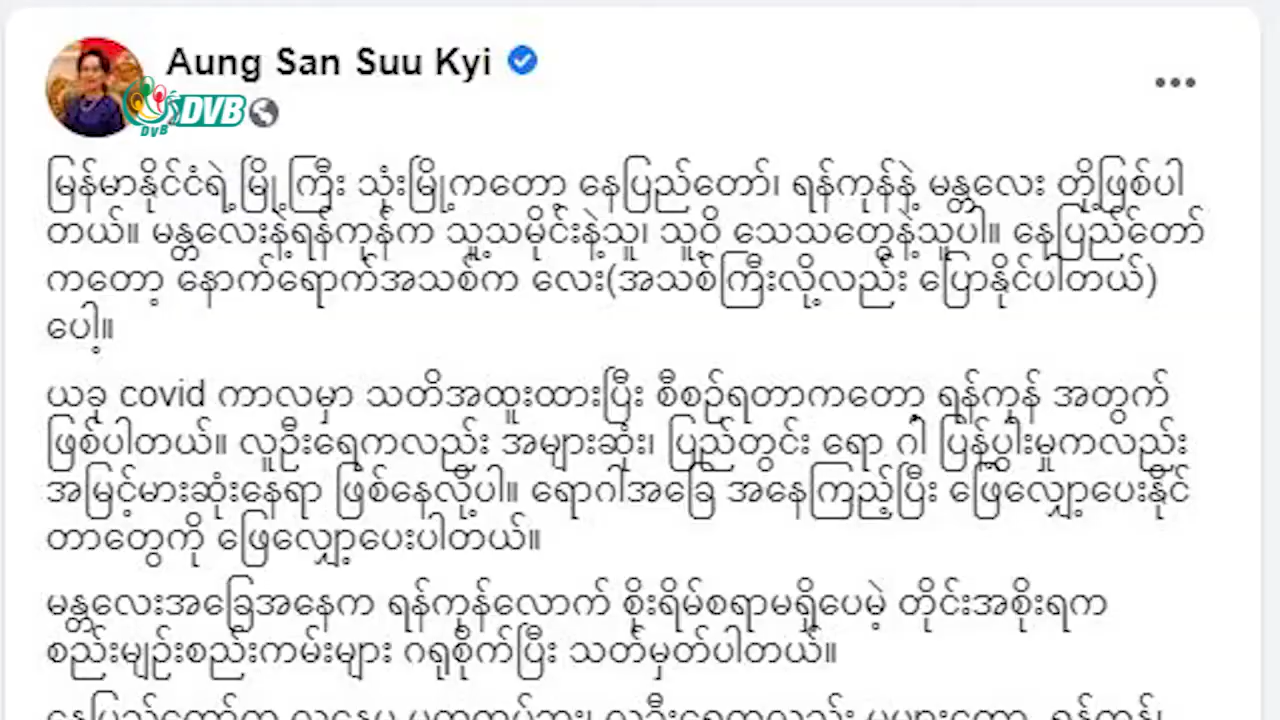 Aung San Suu Kyi
DVB
DVB
မြန်မာနိုင်ငံရဲ့ မြို့ကြီး သုံးမြို့ကတော့ နေပြည်တော်၊ ရန်ကုန်နဲ့ မန္တလေး တို့ဖြစ်ပါ
တယ်။ မန္တလေးနဲ့ရန်ကုန်က သူ့သမိုင်းနဲ့သူ၊ သူ့ဝိ သေသတွေနဲ့သူပါ။ နေပြည်တော်
ကတော့ နောက်ရောက်အသစ်က လေး(အသစ်ကြီးလို့လည်း ပြောနိုင်ပါတယ်)
ပေါ့။
ယခု covid ကာလမှာ သတိအထူးထားပြီး စီစဉ်ရတာကတော့ ရန်ကုန် အတွက်
ဖြစ်ပါတယ်။ လူဦးရေကလည်း အများဆုံး၊ ပြည်တွင်း ရော ဂါ ပြန့်ပွါးမှုကလည်း
အမြင့်မားဆုံးနေရာ ဖြစ်နေလို့ပါ။ ရောဂါအခြေ အနေကြည့်ပြီး ဖြေလျှော့ပေးနိုင်
တာတွေကို ဖြေလျှော့ပေးပါတယ်။
မန္တလေးအခြေအနေက ရန်ကုန်လောက် စိုးရိမ်စရာမရှိပေမဲ့ တိုင်းအစိုးရက
စည်းမျဉ်းစည်းကမ်းများ ဂရုစိုက်ပြီး သတ်မှတ်ပါတယ်။